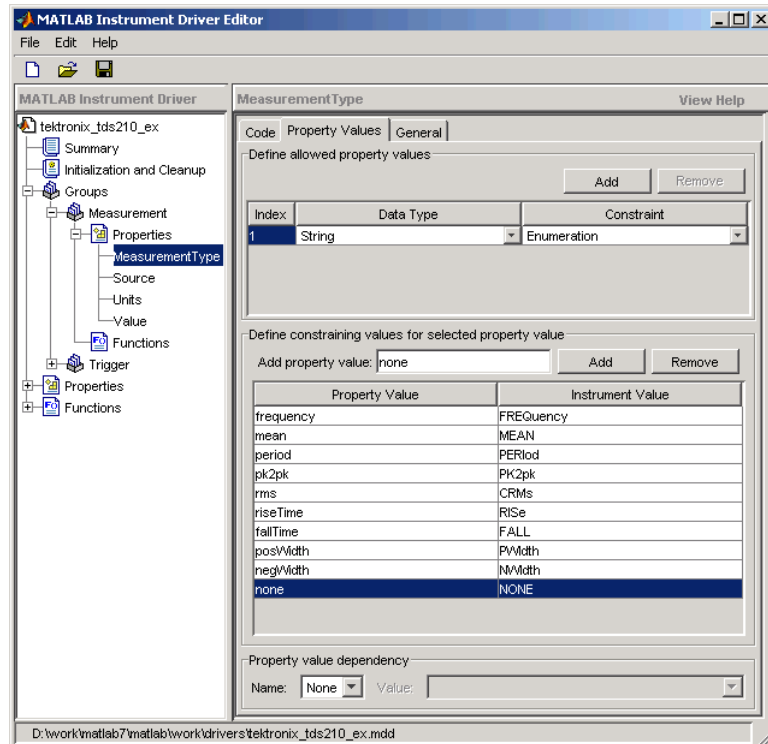 MATLAB Instrument Driver Editor
File Edit Help
MATLAB Instrument Driver
MeasurementType View Help
tektronix_tds210_ex
Summary
Initialization and Cleanup
Groups
Measurement
Properties
MeasurementType
Source
Units
Value
Functions
Trigger
Properties
Functions
Code Property Values General
Define allowed property values
Add Remove
Index Data Type Constraint
1 String Enumeration
Define constraining values for selected property value
Add property value: none Add Remove
Property Value Instrument Value
frequency FREQuency
mean MEAN
period PERIod
pk2pk PK2pk
rms CRMs
riseTime RISe
fallTime FALL
posWidth PWIdth
negWidth NWIdth
none NONE
Property value dependency
Name: None Value:
D:\work\matlab7\matlab\work\drivers\tektronix_tds210_ex.mdd